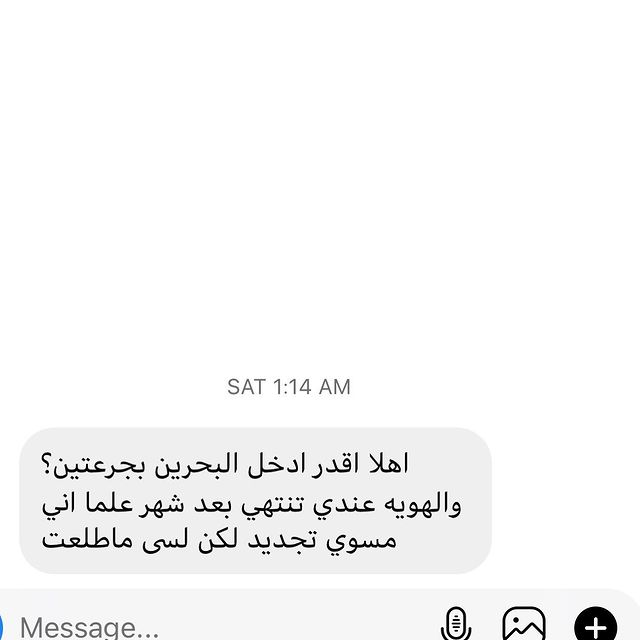 SAT 1:14 AM
اهلا اقدر ادخل البحرين بجرعتين؟
والهويه عندي تنتهي بعد شهر علما اني
مسوي تجديد لكن لسى ماطلعت
Message...